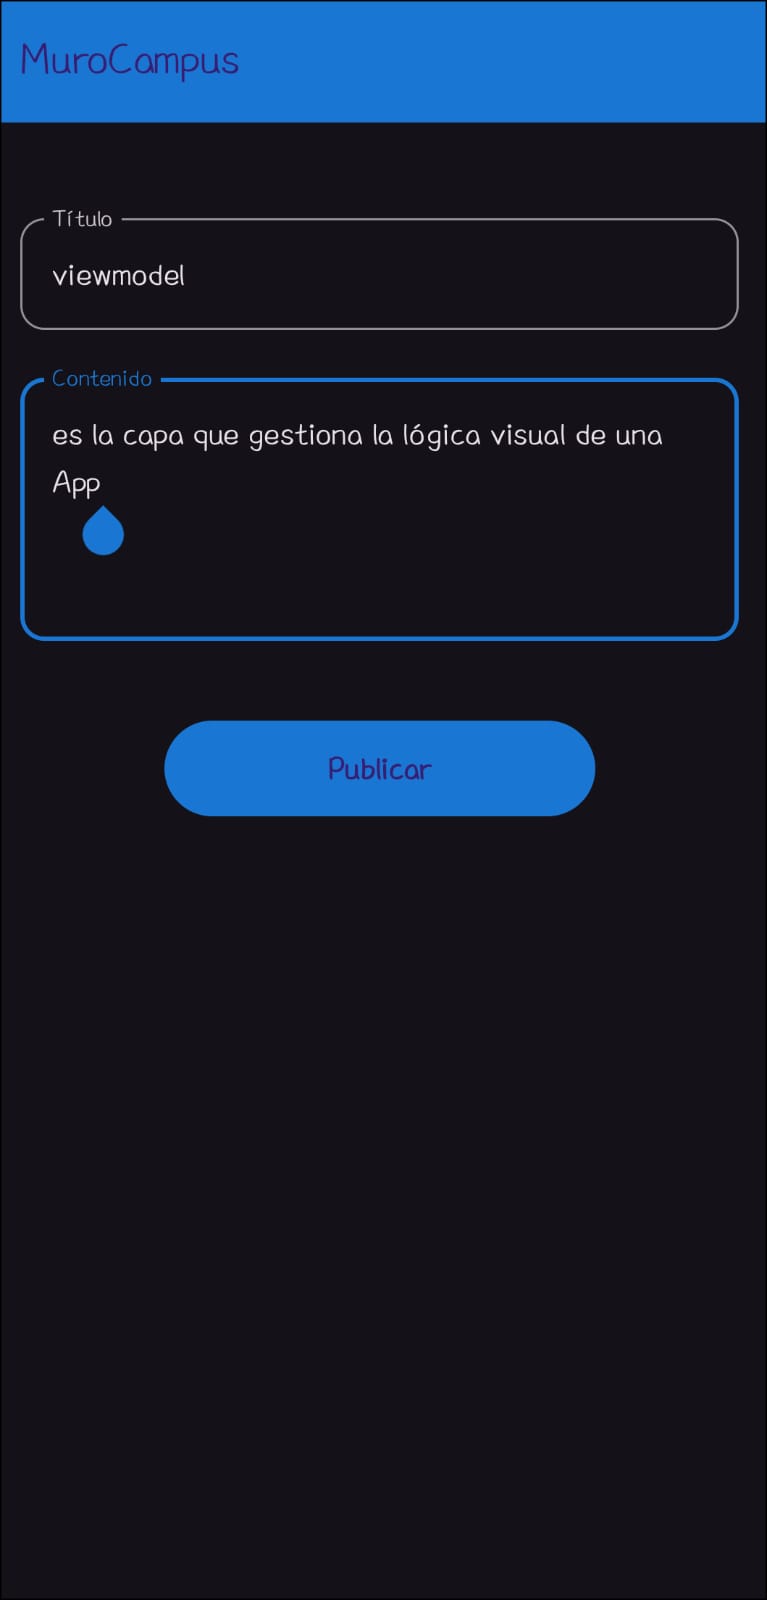 MuroCampus
Título
viewmodel
Contenido
es la capa que gestiona la lógica visual de una
App
Publicar